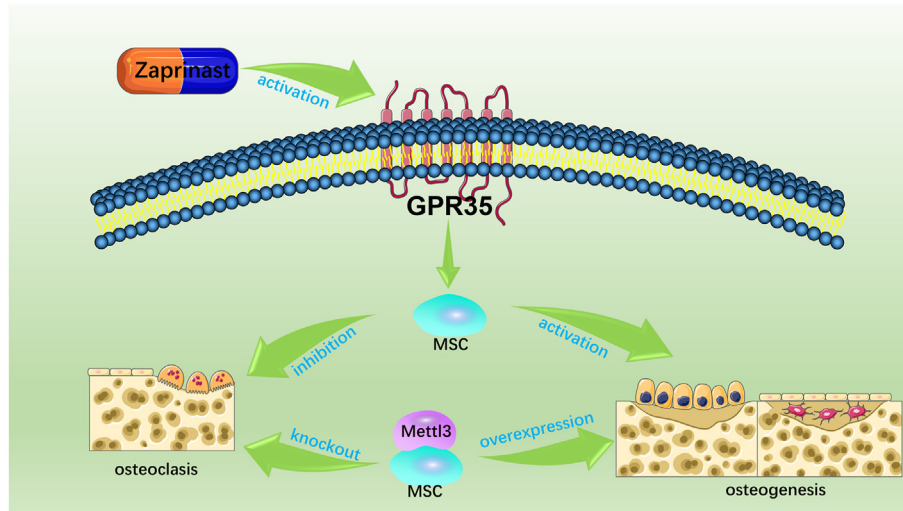 Zaprinast
activation
GPR35
MSC
inhibition
activation
osteoclasis
knockout
Mettl3
MSC
overexpression
osteogenesis